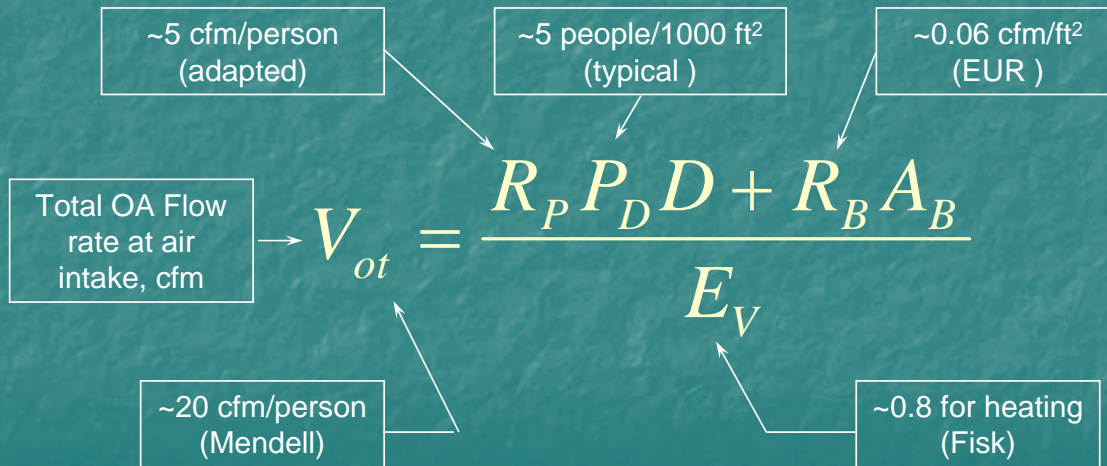 ~5 cfm/person
(adapted)
~5 people/1000 ft²
(typical )
~0.06 cfm/ft²
(EUR )
Total OA Flow
rate at air
intake, cfm
V_ot = (R_P P_D D + R_B A_B) / E_V
~20 cfm/person
(Mendell)
~0.8 for heating
(Fisk)